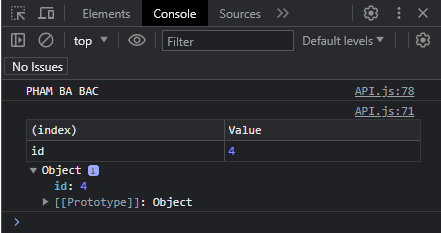 Elements Console Sources
top Filter Default levels
No Issues
PHAM BA BAC API.js:78
API.js:71
(index) Value
id 4
Object i
id: 4
[[Prototype]]: Object